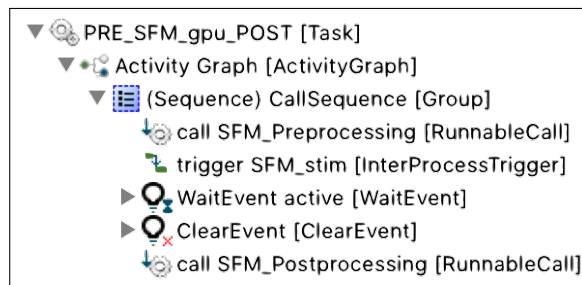 PRE_SFM_gpu_POST [Task]
Activity Graph [ActivityGraph]
(Sequence) CallSequence [Group]
call SFM_Preprocessing [RunnableCall]
trigger SFM_stim [InterProcessTrigger]
WaitEvent active [WaitEvent]
ClearEvent [ClearEvent]
call SFM_Postprocessing [RunnableCall]